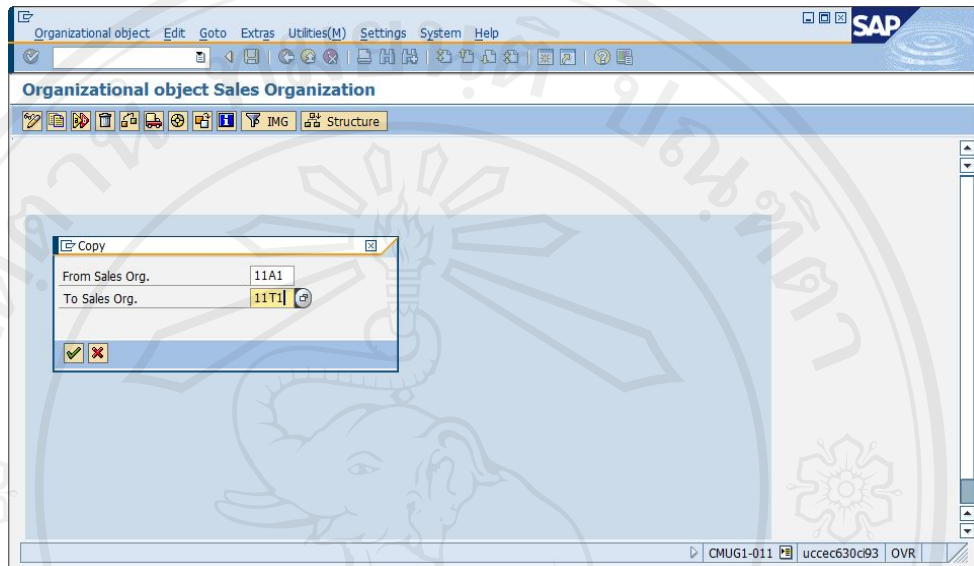 Organizational object Edit Goto Extras Utilities(M) Settings System Help
SAP
Organizational object Sales Organization
IMG Structure
Copy
From Sales Org. 11A1
To Sales Org. 11T1
CMUG1-011 uccec630ci93 OVR